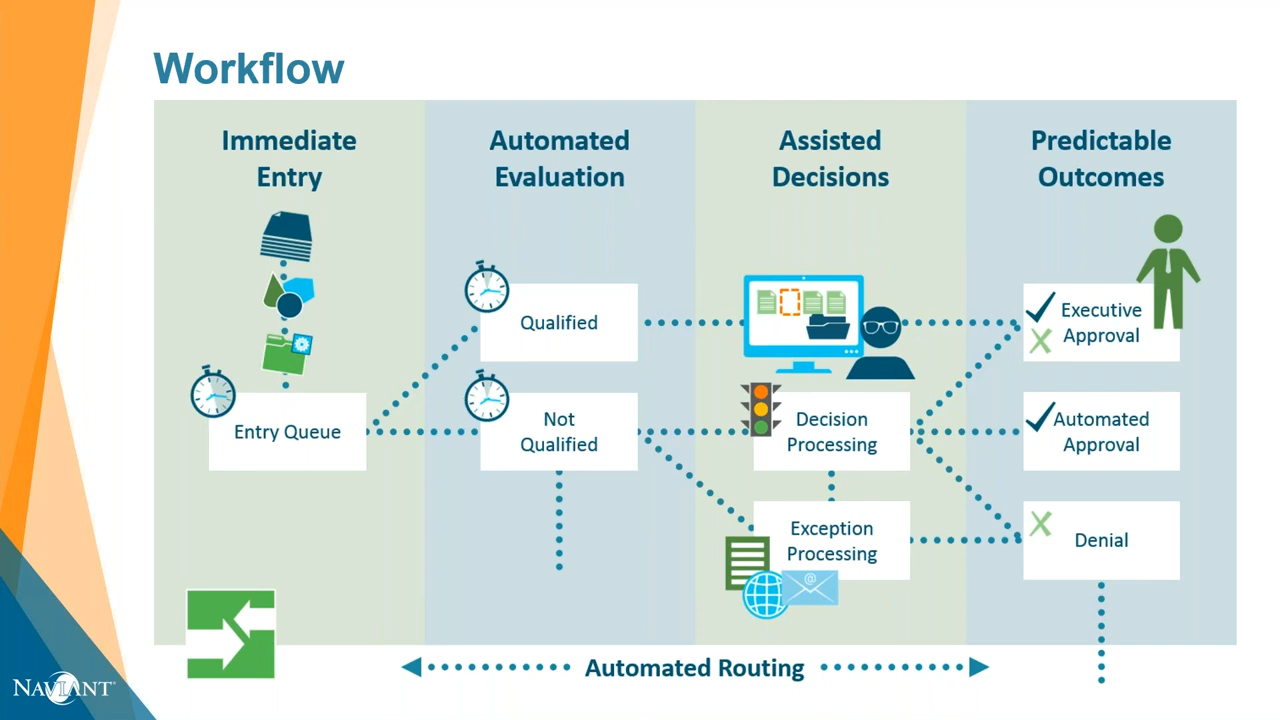 Workflow
Immediate
Entry
Automated
Evaluation
Assisted
Decisions
Predictable
Outcomes
Entry Queue
Qualified
Not
Qualified
Decision
Processing
Exception
Processing
@
Executive
Approval
Automated
Approval
Denial
Automated Routing
NAVIANT®